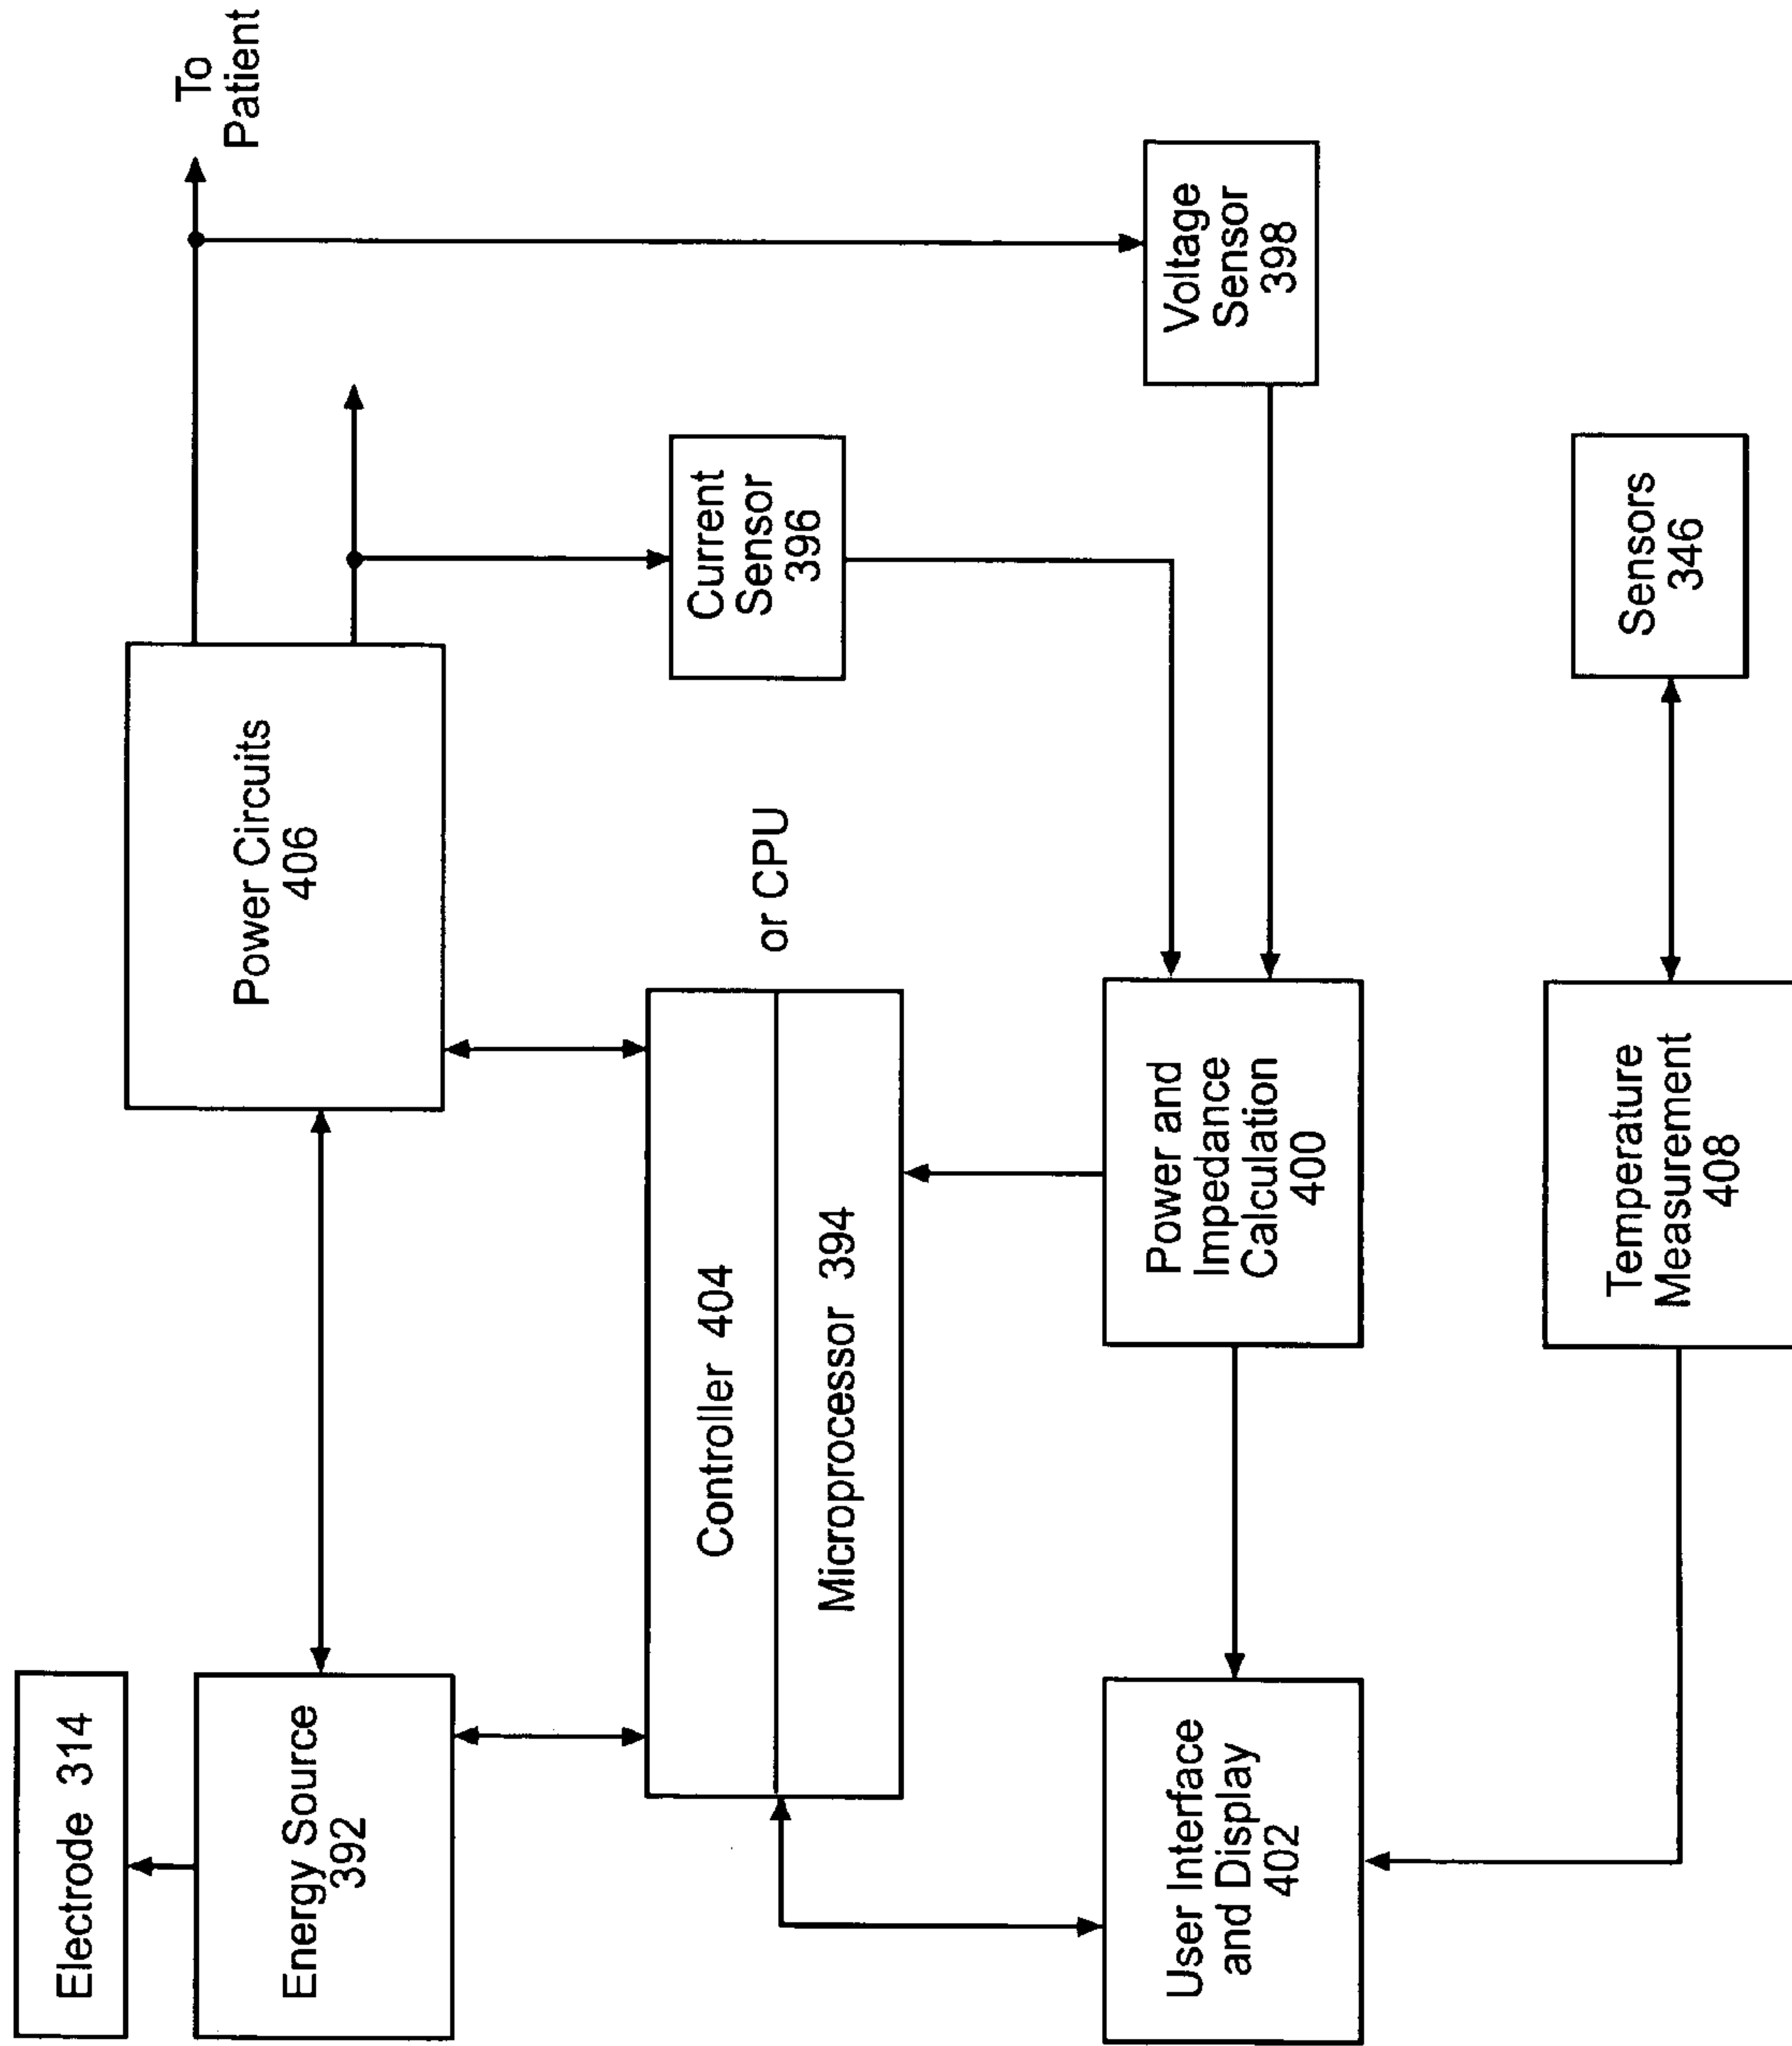 Electrode 314
Energy Source
392
Power Circuits
406
To
Patient
Controller 404
Microprocessor 394
or CPU
Current
Sensor
396
User Interface
and Display
402
Power and
Impedance
Calculation
400
Voltage
Sensor
398
Temperature
Measurement
408
Sensors
346